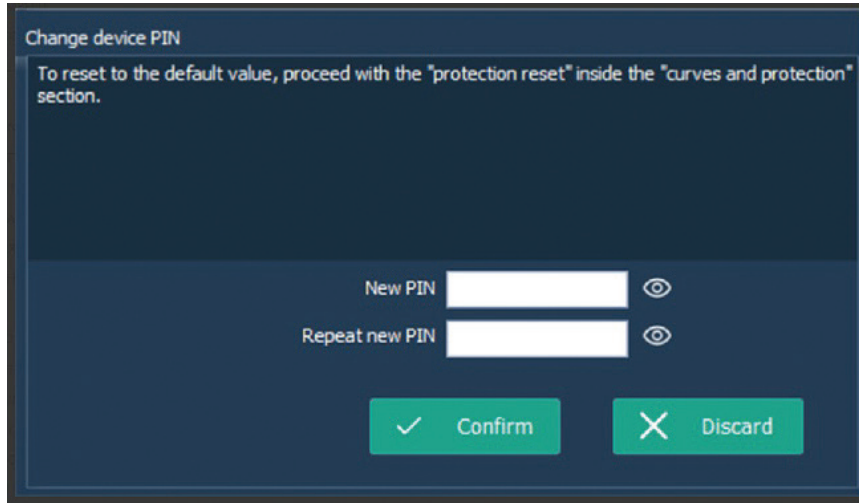 Change device PIN
To reset to the default value, proceed with the "protection reset" inside the "curves and protection"
section.
New PIN
Repeat new PIN
Confirm
Discard